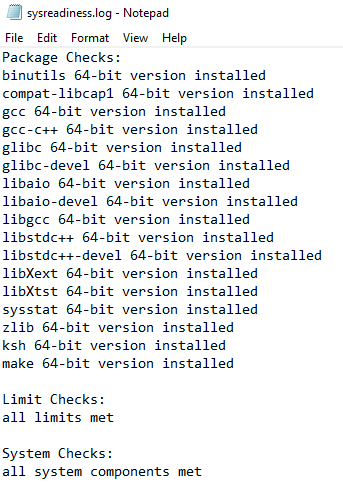 sysreadiness.log - Notepad
File Edit Format View Help
Package Checks:
binutils 64-bit version installed
compat-libcap1 64-bit version installed
gcc 64-bit version installed
gcc-c++ 64-bit version installed
glibc 64-bit version installed
glibc-devel 64-bit version installed
libaio 64-bit version installed
libaio-devel 64-bit version installed
libgcc 64-bit version installed
libstdc++ 64-bit version installed
libstdc++-devel 64-bit version installed
libXext 64-bit version installed
libXtst 64-bit version installed
sysstat 64-bit version installed
zlib 64-bit version installed
ksh 64-bit version installed
make 64-bit version installed

Limit Checks:
all limits met

System Checks:
all system components met